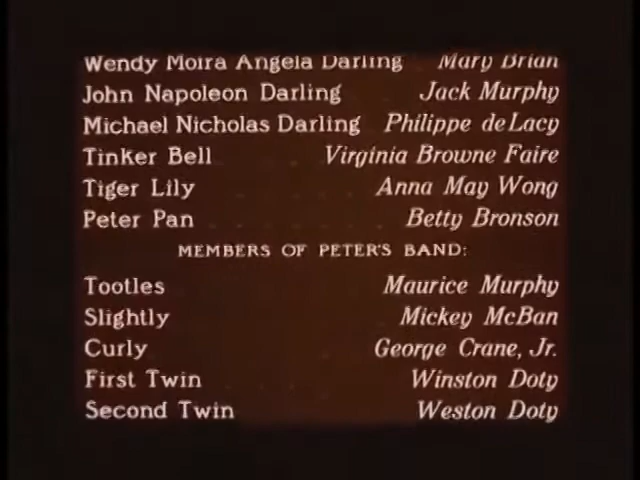 Wendy Moira Angela Darling Mary Brian
John Napoleon Darling Jack Murphy
Michael Nicholas Darling Philippe de Lacy
Tinker Bell Virginia Browne Faire
Tiger Lily Anna May Wong
Peter Pan Betty Bronson
MEMBERS OF PETER'S BAND:
Tootles Maurice Murphy
Slightly Mickey McBan
Curly George Crane, Jr.
First Twin Winston Doty
Second Twin Weston Doty